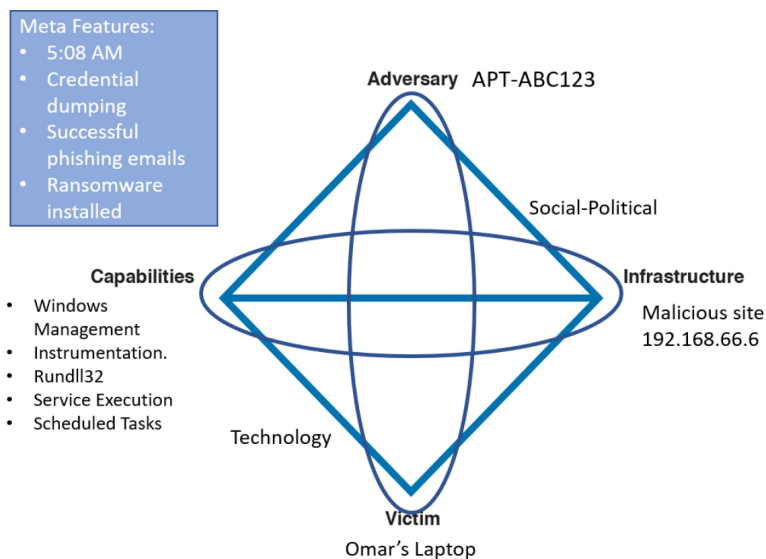 Meta Features:
• 5:08 AM
• Credential
dumping
• Successful
phishing emails
• Ransomware
installed
Adversary APT-ABC123
Social-Political
Capabilities
• Windows
Management
• Instrumentation.
• Rundll32
• Service Execution
• Scheduled Tasks
Infrastructure
Malicious site
192.168.66.6
Technology
Victim
Omar's Laptop